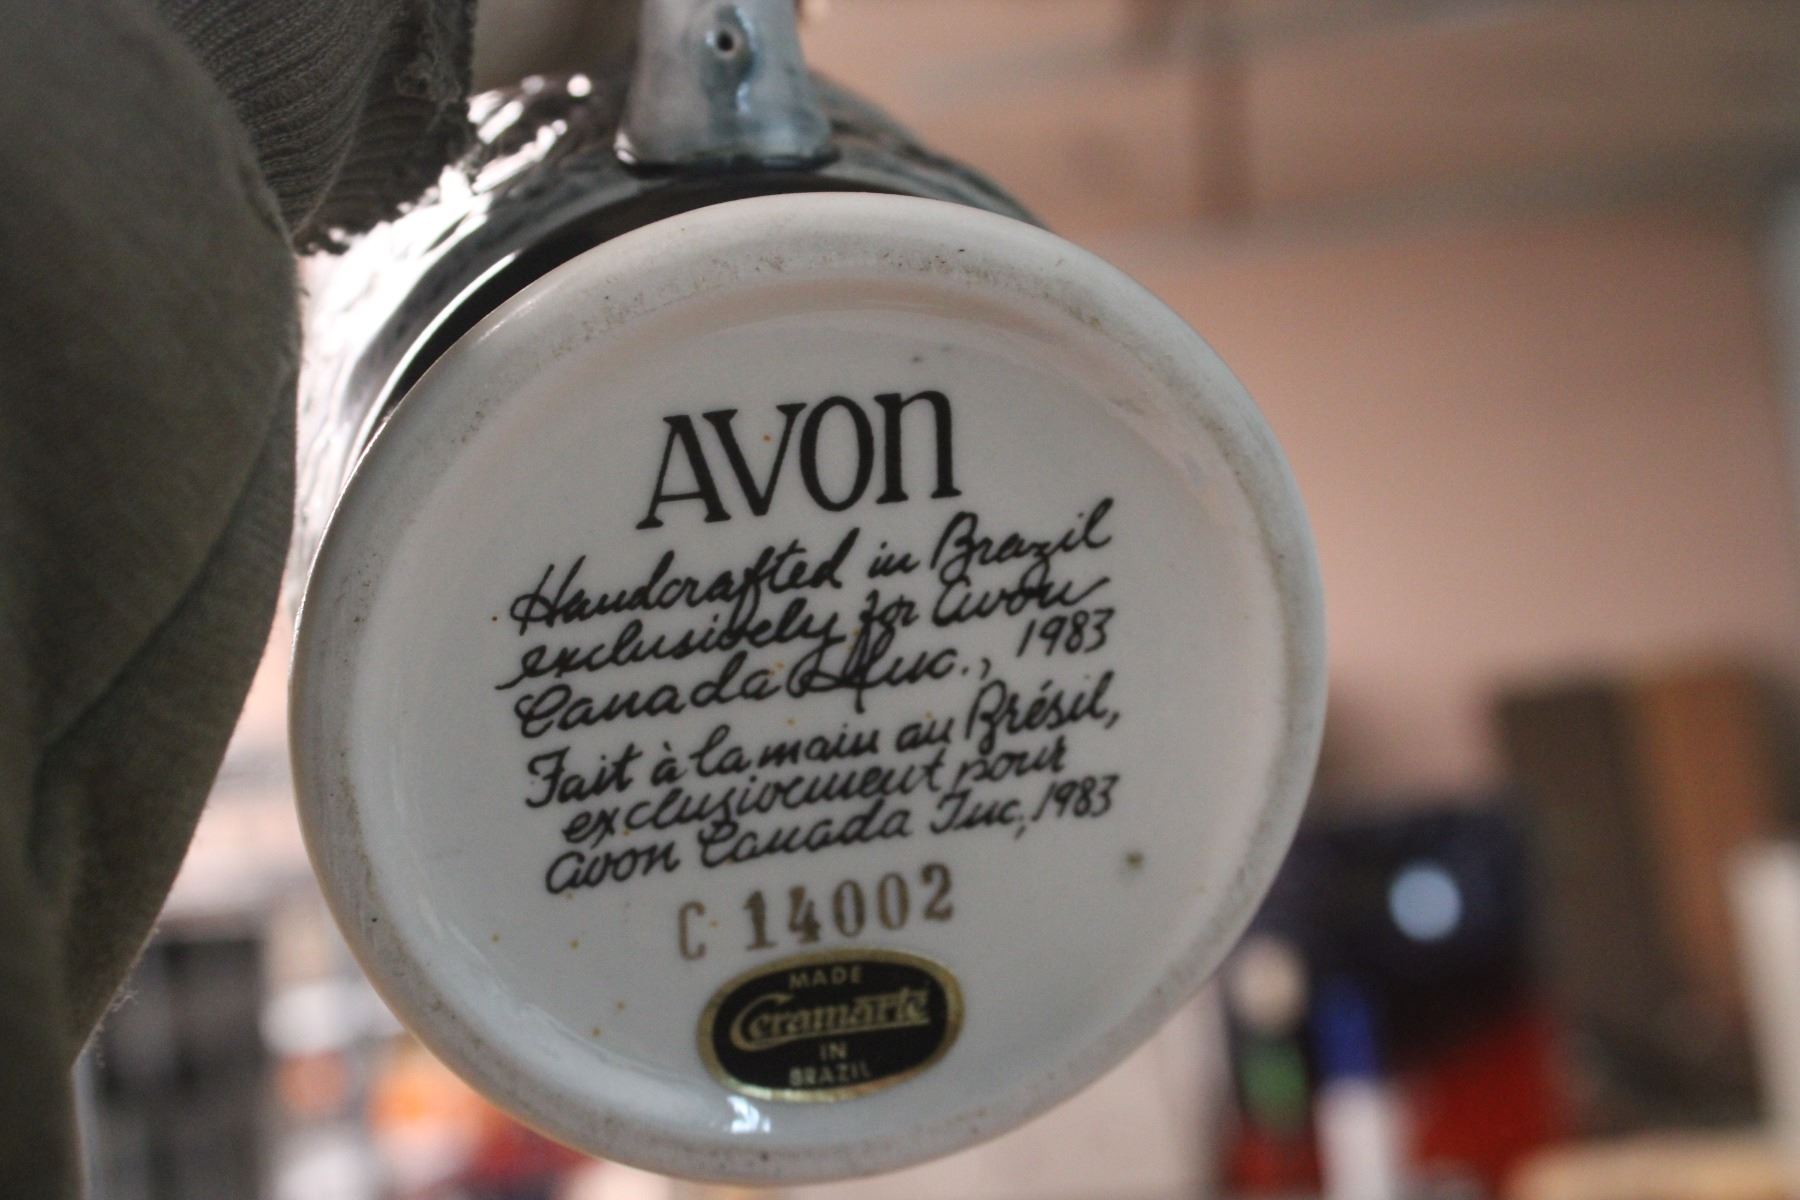 AVON
Handcrafted in Brazil
exclusively for Avon
Canada Inc., 1983
Fait à la main au Brésil,
exclusivement pour
Avon Canada Inc, 1983
C 14002
MADE
Ceramarte
IN
BRAZIL